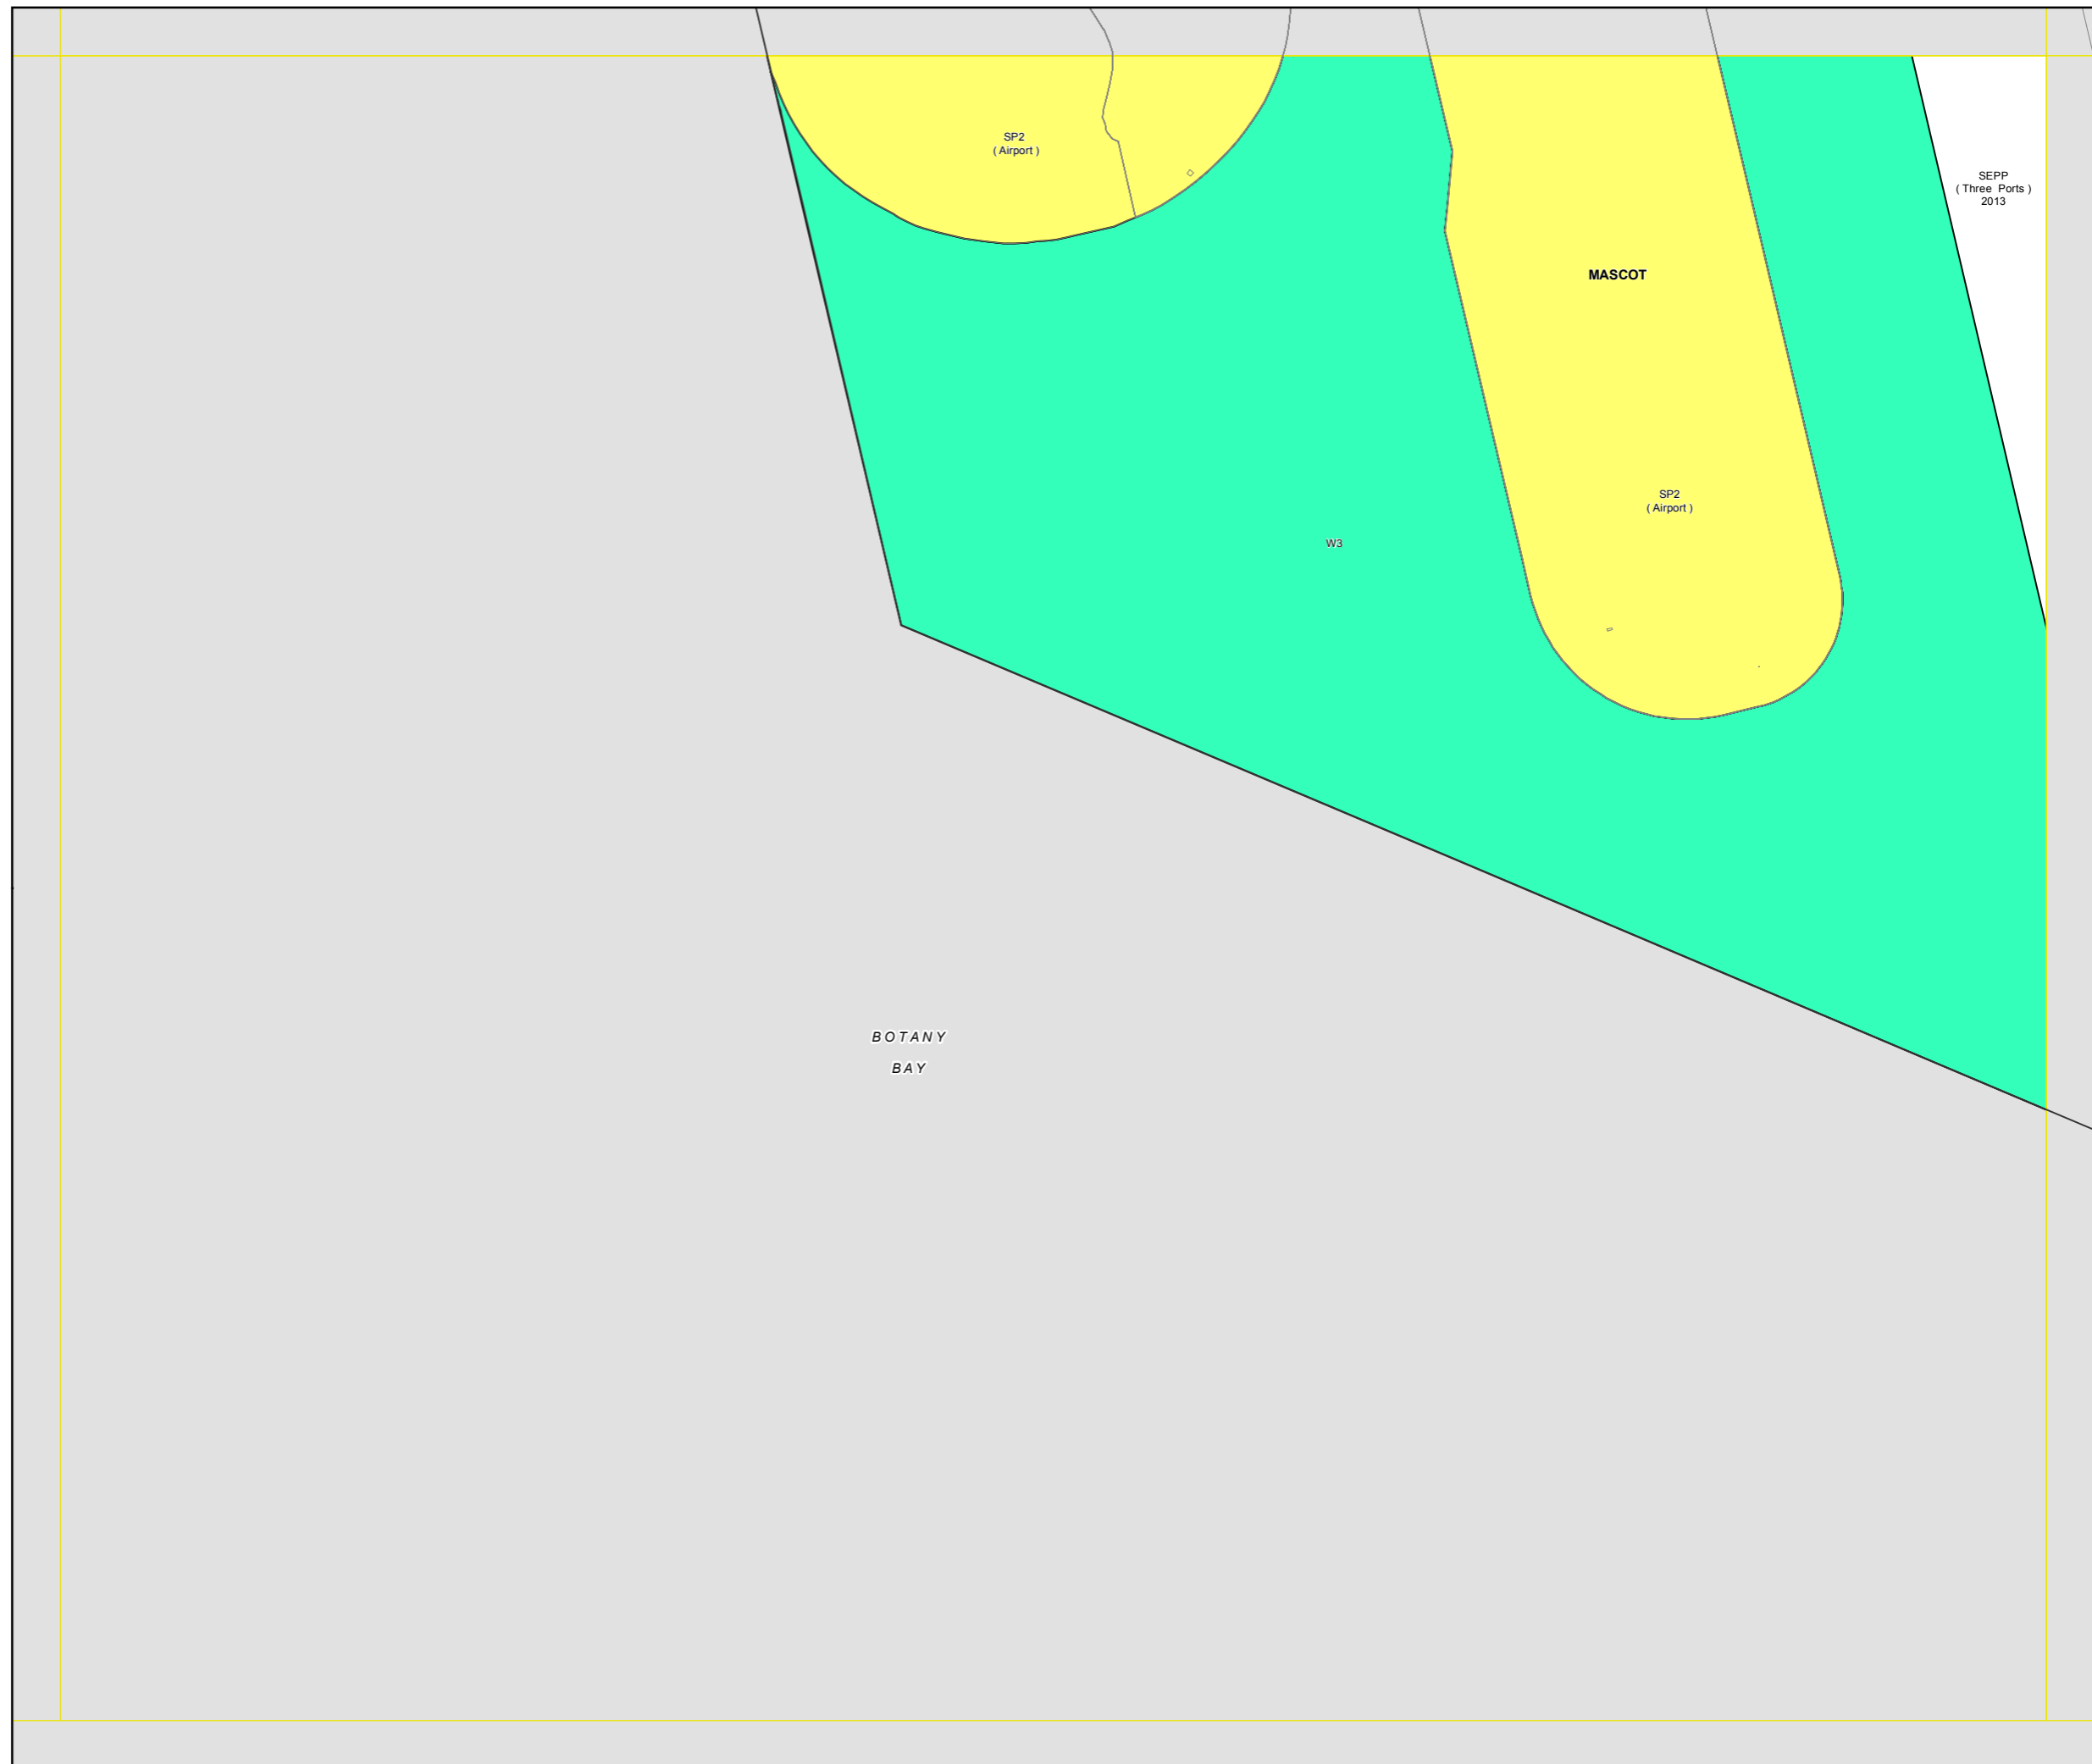 SP2
( Airport )
SEPP
( Three Ports )
2013
MASCOT
SP2
( Airport )
W3
BOTANY
BAY